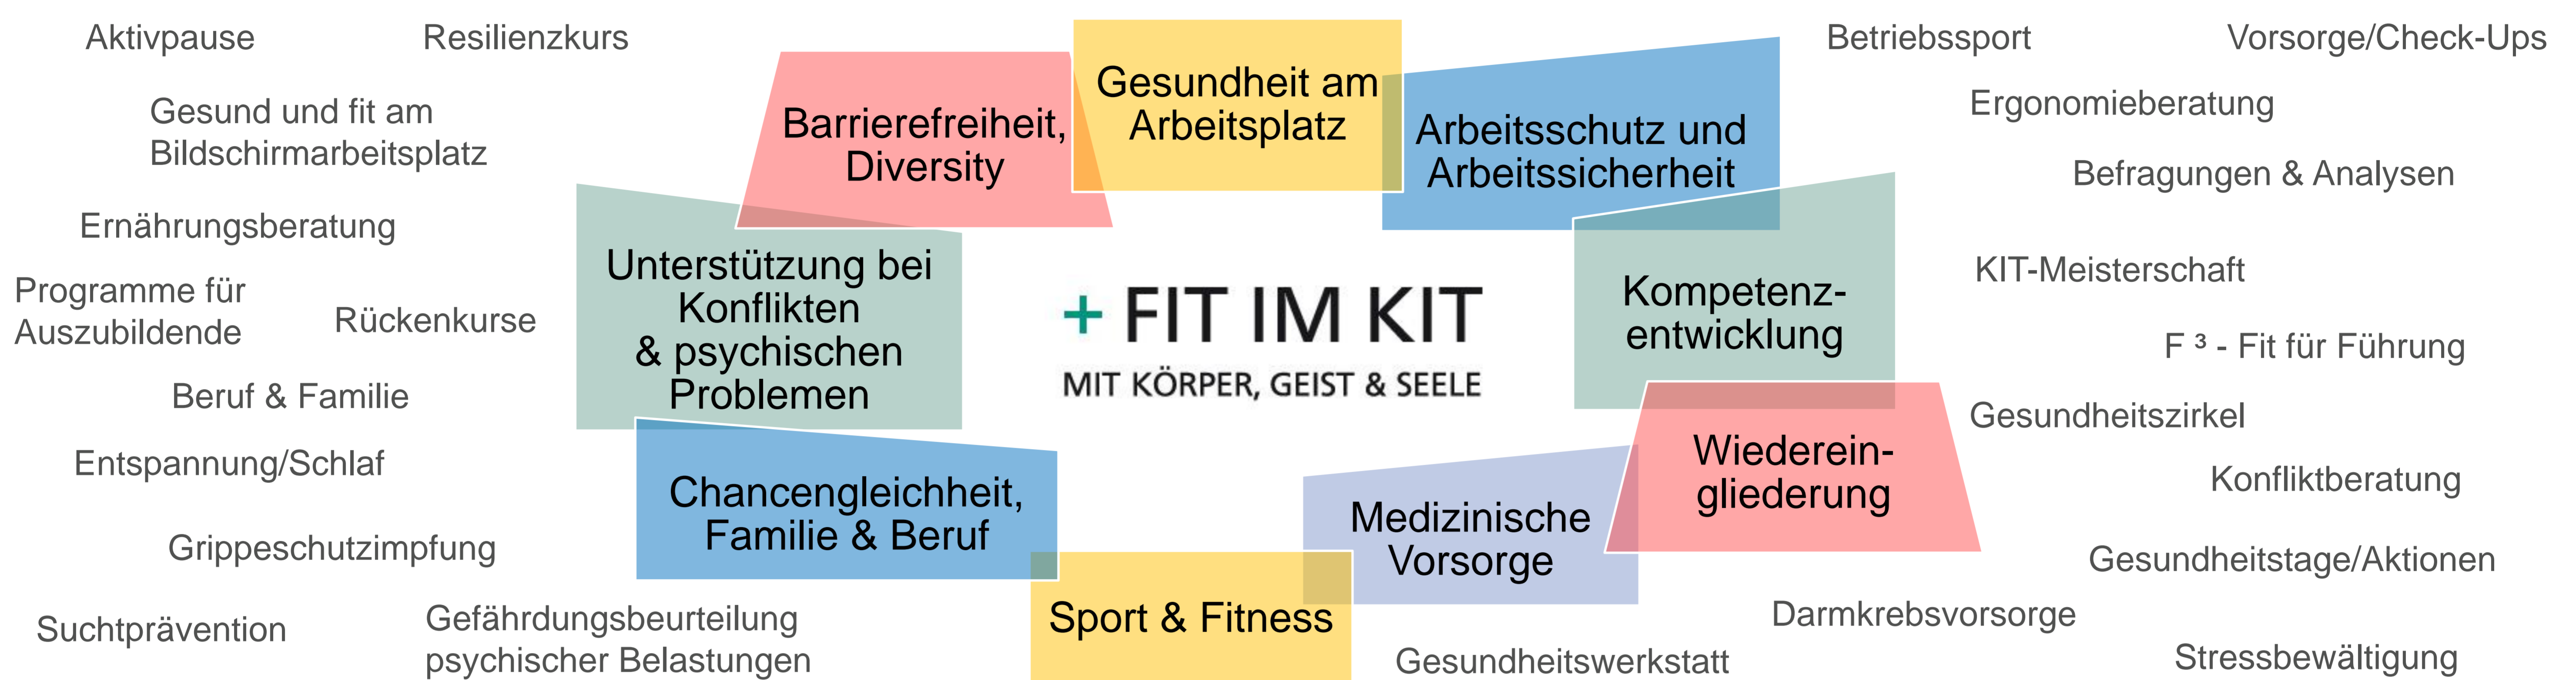 Aktivpause
Resilienzkurs
Gesund und fit am
Bildschirmarbeitsplatz
Ernährungsberatung
Programme für
Auszubildende
Rückenkurse
Beruf & Familie
Entspannung/Schlaf
Grippeschutzimpfung
Suchtprävention
Gefährdungsbeurteilung
psychischer Belastungen
Barrierefreiheit,
Diversity
Gesundheit am
Arbeitsplatz
Arbeitsschutz und
Arbeitssicherheit
Unterstützung bei
Konflikten
& psychischen
Problemen
+ FIT IM KIT
MIT KÖRPER, GEIST & SEELE
Kompetenz-
entwicklung
Chancengleichheit,
Familie & Beruf
Sport & Fitness
Medizinische
Vorsorge
Wiederein-
gliederung
Betriebssport
Vorsorge/Check-Ups
Ergonomieberatung
Befragungen & Analysen
KIT-Meisterschaft
F ³ - Fit für Führung
Gesundheitszirkel
Konfliktberatung
Gesundheitstage/Aktionen
Darmkrebsvorsorge
Gesundheitswerkstatt
Stressbewältigung